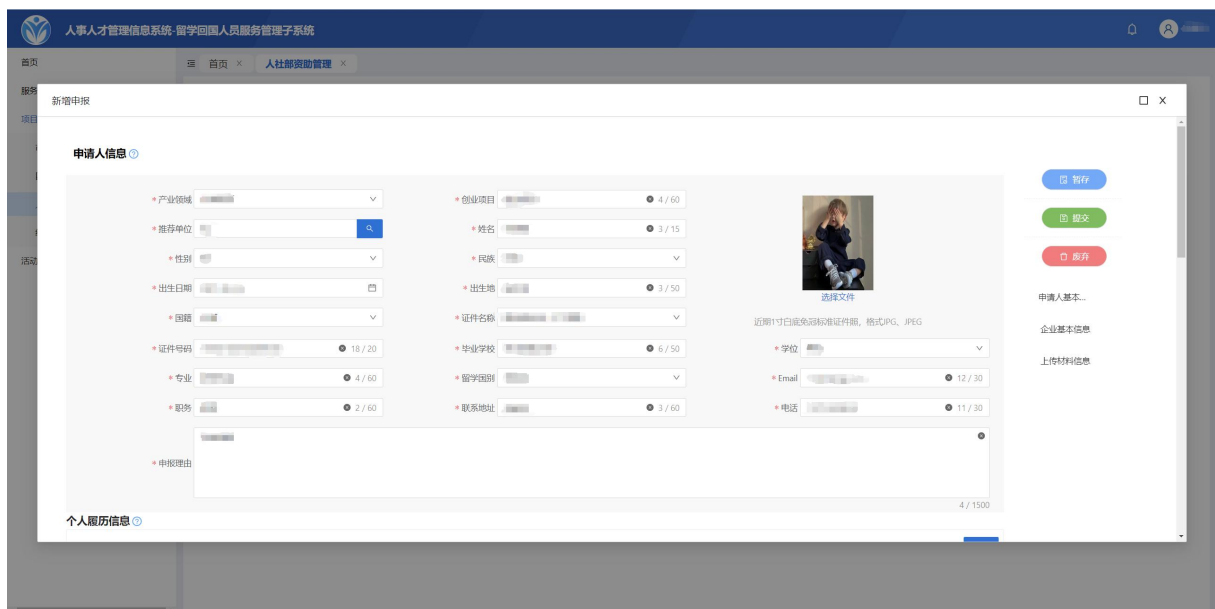 人事人才管理信息系统-留学回国人员服务管理子系统
首页
首页 × 人社部资助管理 ×
服务
新增申报
项目
申请人信息
暂存
* 产业领域
* 创业项目 4 / 60
* 推荐单位
* 姓名 3 / 15
提交
* 性别
* 民族
废弃
活动
* 出生日期
* 出生地 3 / 50
选择文件
申请人基本...
* 国籍
* 证件名称
近期1寸白底免冠标准证件照，格式JPG、JPEG
企业基本信息
* 证件号码 18 / 20
* 毕业学校 6 / 50
* 学位
上传材料信息
* 专业 4 / 60
* 留学国别
* Email 12 / 30
* 职务 2 / 60
* 联系地址 3 / 60
* 电话 11 / 30
* 申报理由
4 / 1500
个人履历信息